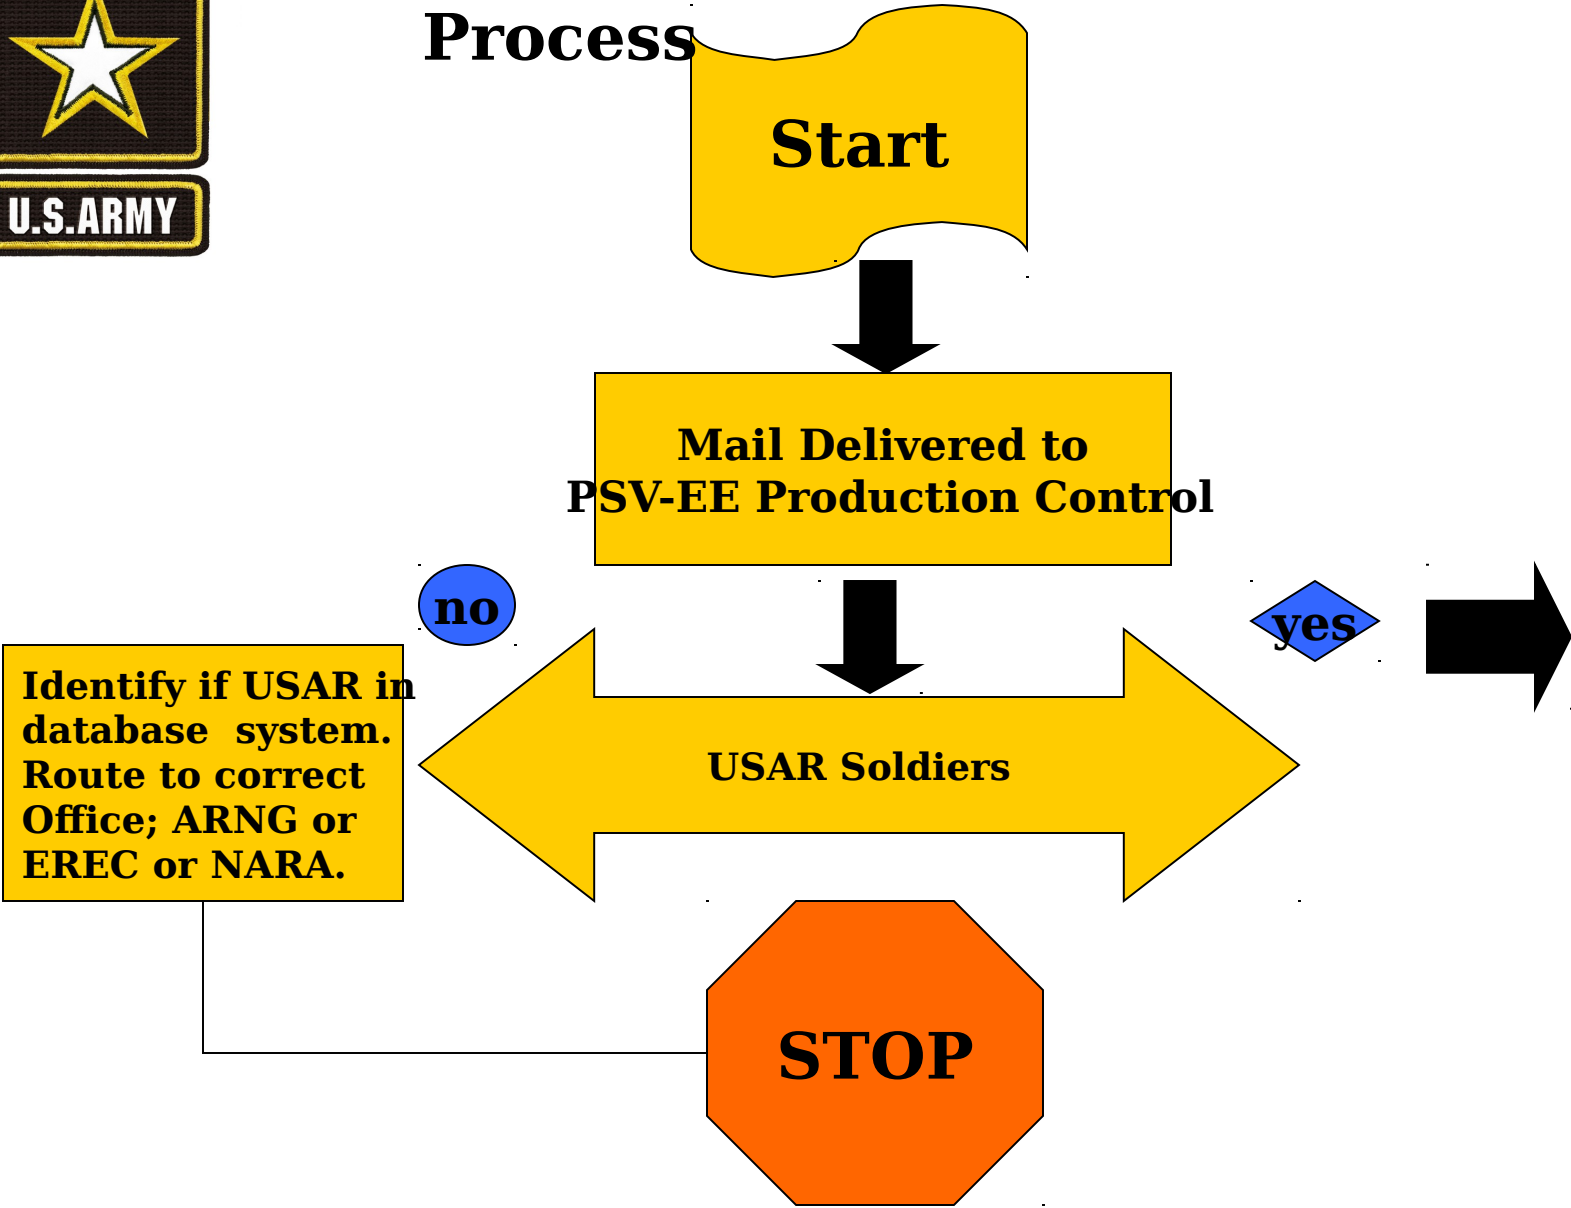 Process
Start
U.S.ARMY
Mail Delivered to
PSV-EE Production Control
no
yes
Identify if USAR in
database  system.
Route to correct
Office; ARNG or
EREC or NARA.
USAR Soldiers
STOP